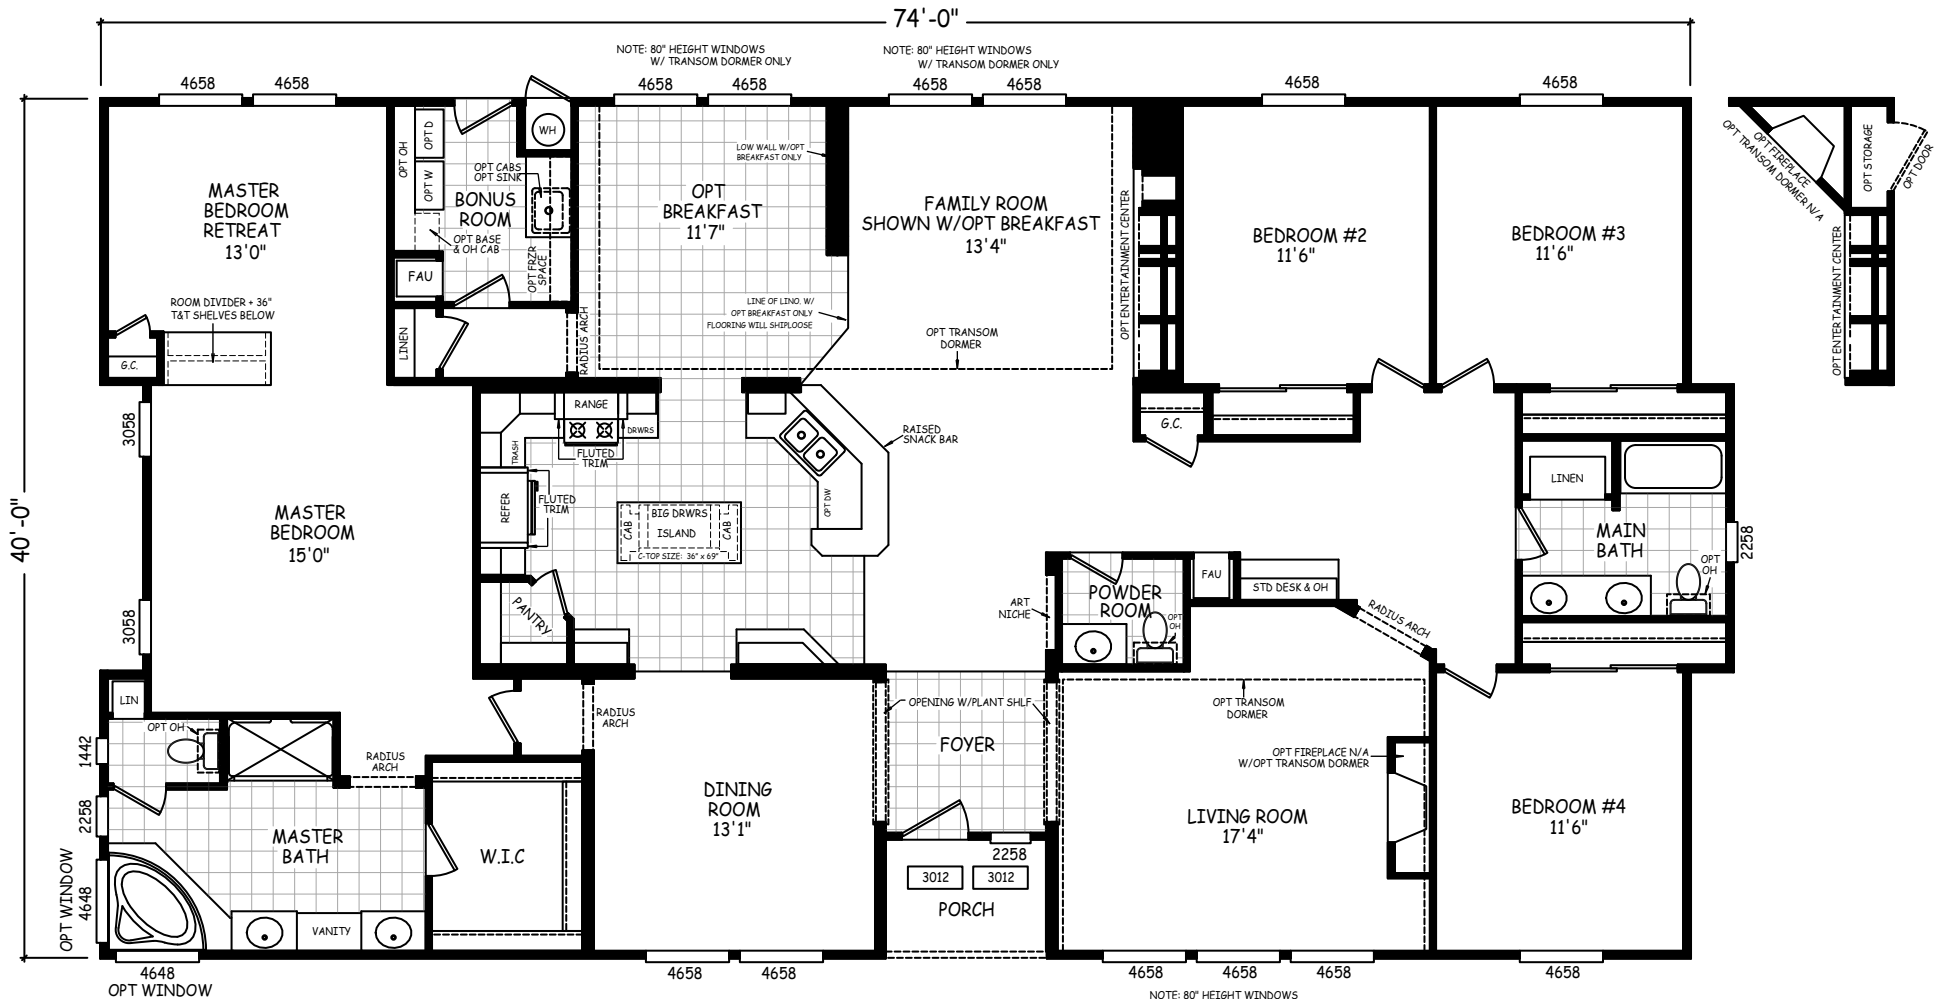 74'-0"
NOTE: 80" HEIGHT WINDOWS
W/ TRANSOM DORMER ONLY
NOTE: 80" HEIGHT WINDOWS
W/ TRANSOM DORMER ONLY
4658
4658
4658
4658
4658
4658
4658
4658
40'-0"
MASTER
BEDROOM
RETREAT
13'0"
ROOM DIVIDER + 36"
T&T SHELVES BELOW
G.C.
OPT OH
OPT D
OPT W
WH
OPT CABS
OPT SINK
BONUS
ROOM
OPT BASE
& OH CAB
OPT FRZR
SPACE
FAU
LINEN
RADIUS ARCH
OPT
BREAKFAST
11'7"
LOW WALL W/OPT
BREAKFAST ONLY
LINE OF LINO. W/
OPT BREAKFAST ONLY
FLOORING WILL SHIPLOOSE
FAMILY ROOM
SHOWN W/OPT BREAKFAST
13'4"
OPT TRANSOM
DORMER
OPT ENTERTAINMENT CENTER
BEDROOM #2
11'6"
BEDROOM #3
11'6"
OPT FIREPLACE
OPT TRANSOM DORMER N/A
OPT STORAGE
OPT DOOR
OPT ENTERTAINMENT CENTER
3058
3058
MASTER
BEDROOM
15'0"
RANGE
DRWRS
FLUTED
TRIM
TRASH
REFER
FLUTED
TRIM
CAB
BIG DRWRS
ISLAND
CAB
C-TOP SIZE: 36" x 69"
OPT DW
RAISED
SNACK BAR
PANTRY
G.C.
LINEN
MAIN
BATH
OPT
OH
2258
ART
NICHE
POWDER
ROOM
OPT
OH
FAU
STD DESK & OH
RADIUS ARCH
LIN
OPT OH
1442
2258
4648
OPT WINDOW
RADIUS
ARCH
RADIUS
ARCH
MASTER
BATH
VANITY
W.I.C
DINING
ROOM
13'1"
OPENING W/PLANT SHLF
FOYER
2258
3012
3012
PORCH
OPT TRANSOM
DORMER
OPT FIREPLACE N/A
W/OPT TRANSOM DORMER
LIVING ROOM
17'4"
BEDROOM #4
11'6"
4648
OPT WINDOW
4658
4658
4658
4658
4658
4658
NOTE: 80" HEIGHT WINDOWS